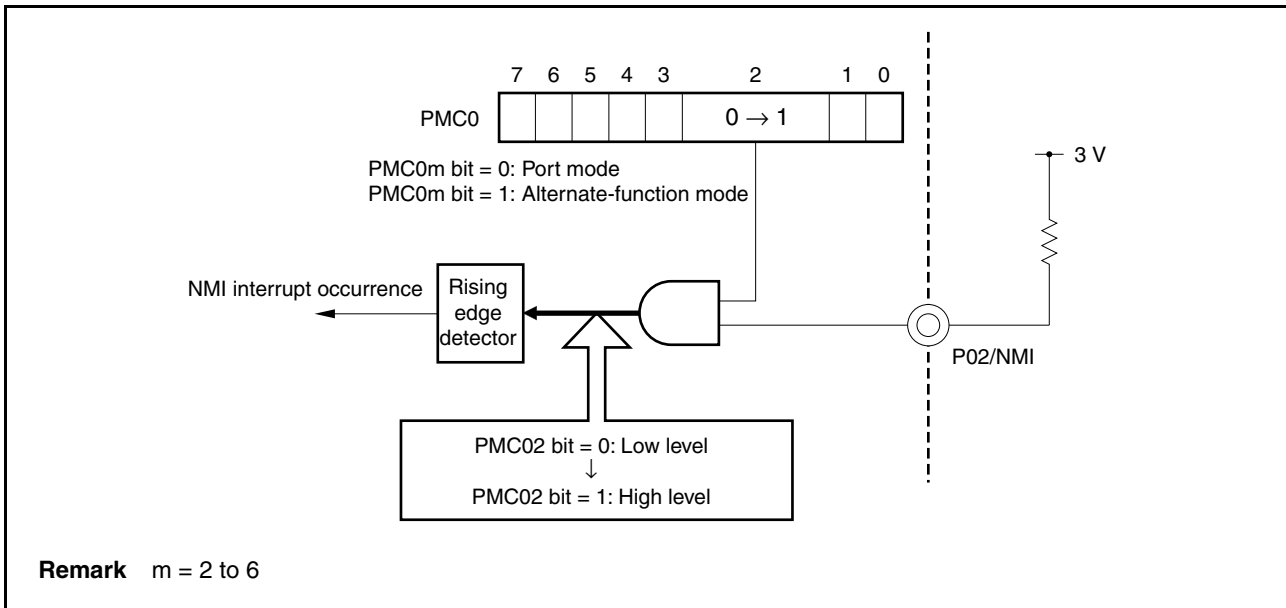 7 6 5 4 3 2 1 0
PMC0 0 → 1
3 V
PMC0m bit = 0: Port mode
PMC0m bit = 1: Alternate-function mode
NMI interrupt occurrence
Rising
edge
detector
P02/NMI
PMC02 bit = 0: Low level
↓
PMC02 bit = 1: High level
Remark m = 2 to 6